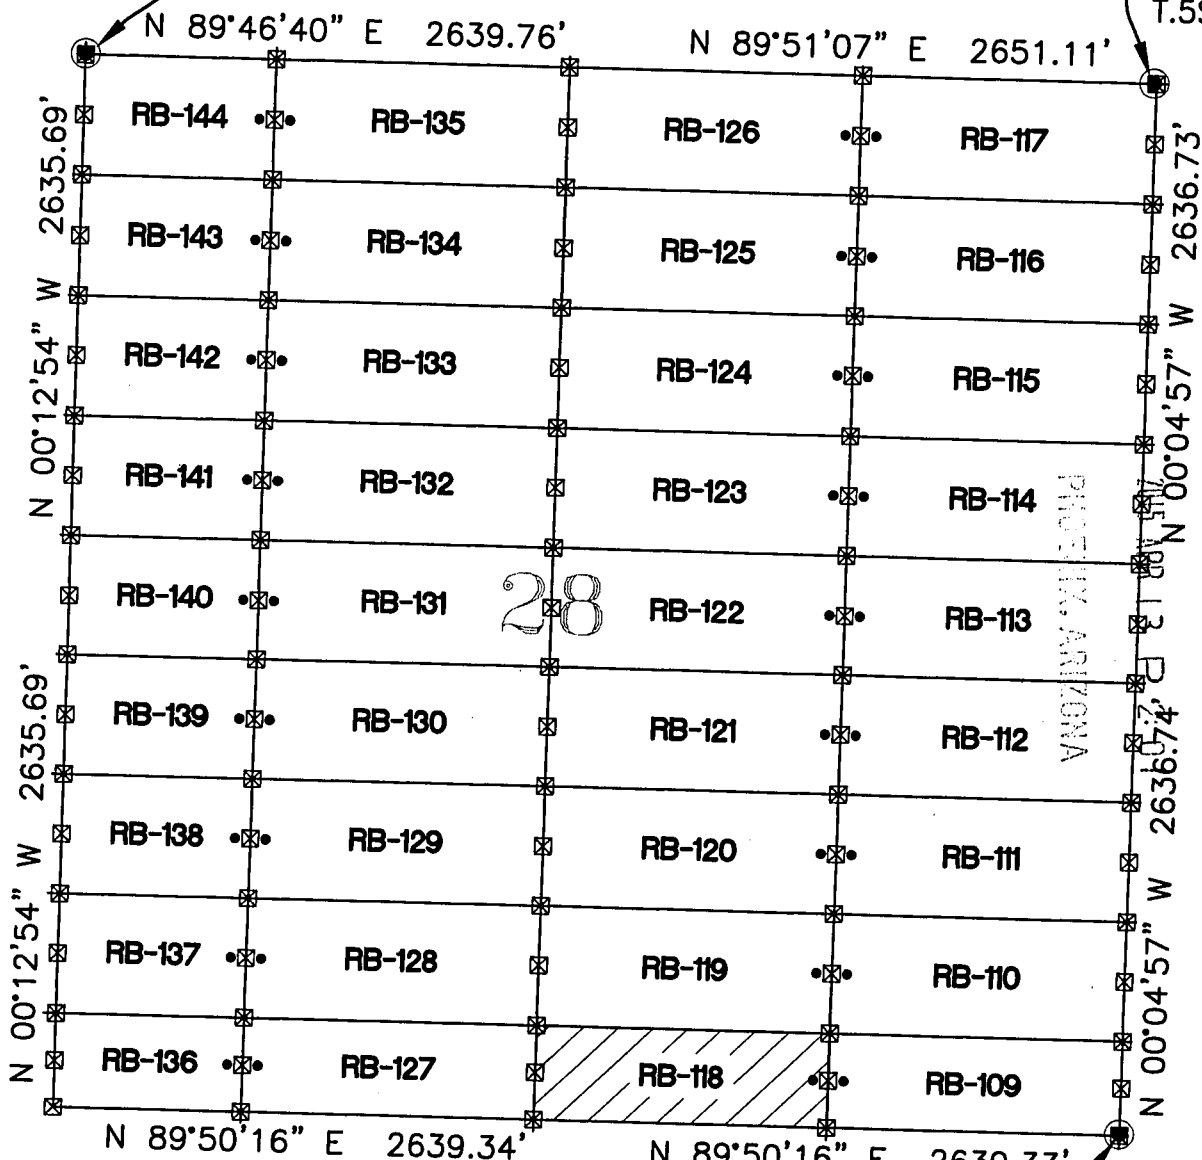 T.5S
N 89°46'40" E 2639.76' N 89°51'07" E 2651.11'
RB-144 RB-135 RB-126 RB-117
RB-143 RB-134 RB-125 RB-116
RB-142 RB-133 RB-124 RB-115
RB-141 RB-132 RB-123 RB-114
RB-140 RB-131 28 RB-122 RB-113
RB-139 RB-130 RB-121 RB-112
RB-138 RB-129 RB-120 RB-111
RB-137 RB-128 RB-119 RB-110
RB-136 RB-127 RB-118 RB-109
N 00°12'54" W 2635.69'
N 00°12'54" W 2635.69'
N 00°04'57" W 2636.73'
N 00°04'57" W 2636.74'
PHOENIX, ARIZONA
APR 13 P
N 89°50'16" E 2639.34' N 89°50'16" E